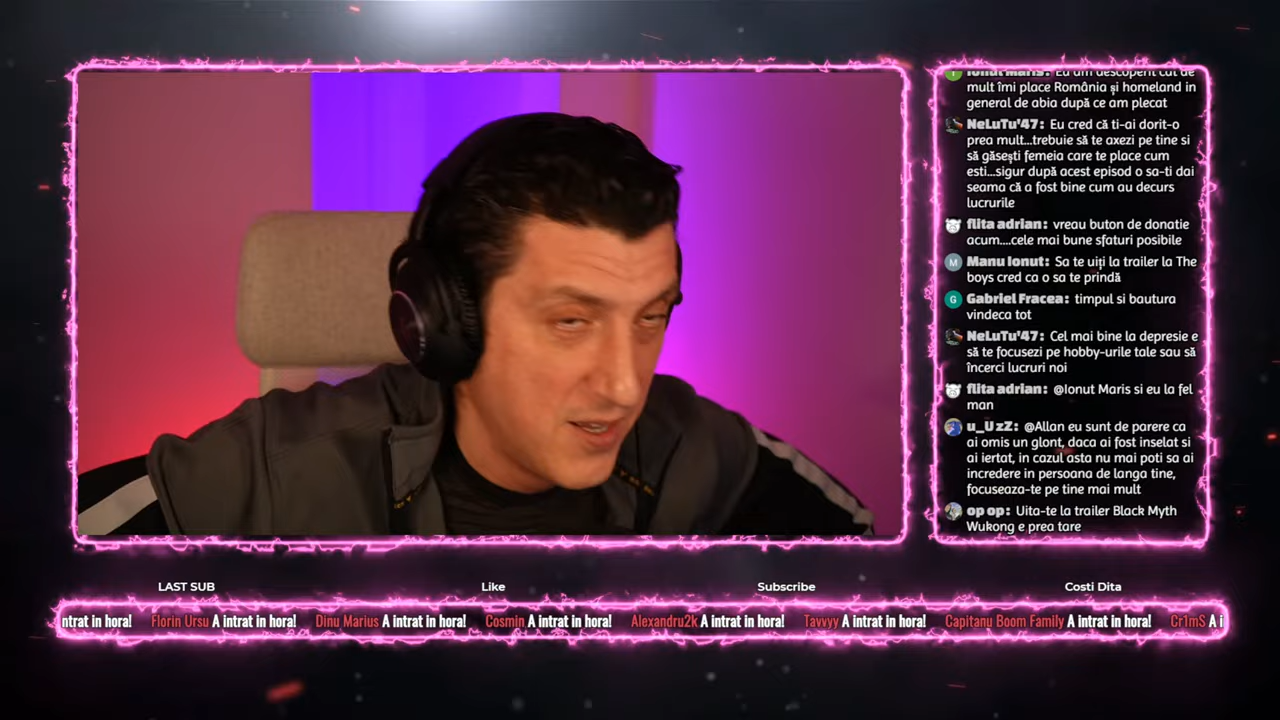 Ionut Maris: Eu am descoperit cât de
mult îmi place România și homeland in
general de abia după ce am plecat
NeLuTu'47: Eu cred că ti-ai dorit-o
prea mult...trebuie să te axezi pe tine si
să găsești femeia care te place cum
esti...sigur după acest episod o sa-ti dai
seama că a fost bine cum au decurs
lucrurile
flita adrian: vreau buton de donatie
acum....cele mai bune sfaturi posibile
M
Manu Ionut: Sa te uiți la trailer la The
boys cred ca o sa te prindă
G
Gabriel Fracea: timpul si bautura
vindeca tot
NeLuTu'47: Cel mai bine la depresie e
să te focusezi pe hobby-urile tale sau să
încerci lucruri noi
flita adrian: @Ionut Maris si eu la fel
man
u_UzZ: @Allan eu sunt de parere ca
ai omis un glont, daca ai fost inselat si
ai iertat, in cazul asta nu mai poti sa ai
incredere in persoana de langa tine,
focuseaza-te pe tine mai mult
op op: Uita-te la trailer Black Myth
Wukong e prea tare
LAST SUB Like Subscribe Costi Dita
ntrat in hora! Florin Ursu A intrat in hora! Dinu Marius A intrat in hora! Cosmin A intrat in hora! Alexandru2k A intrat in hora! Tavvyy A intrat in hora! Capitanu Boom Family A intrat in hora! Cr1mS A i